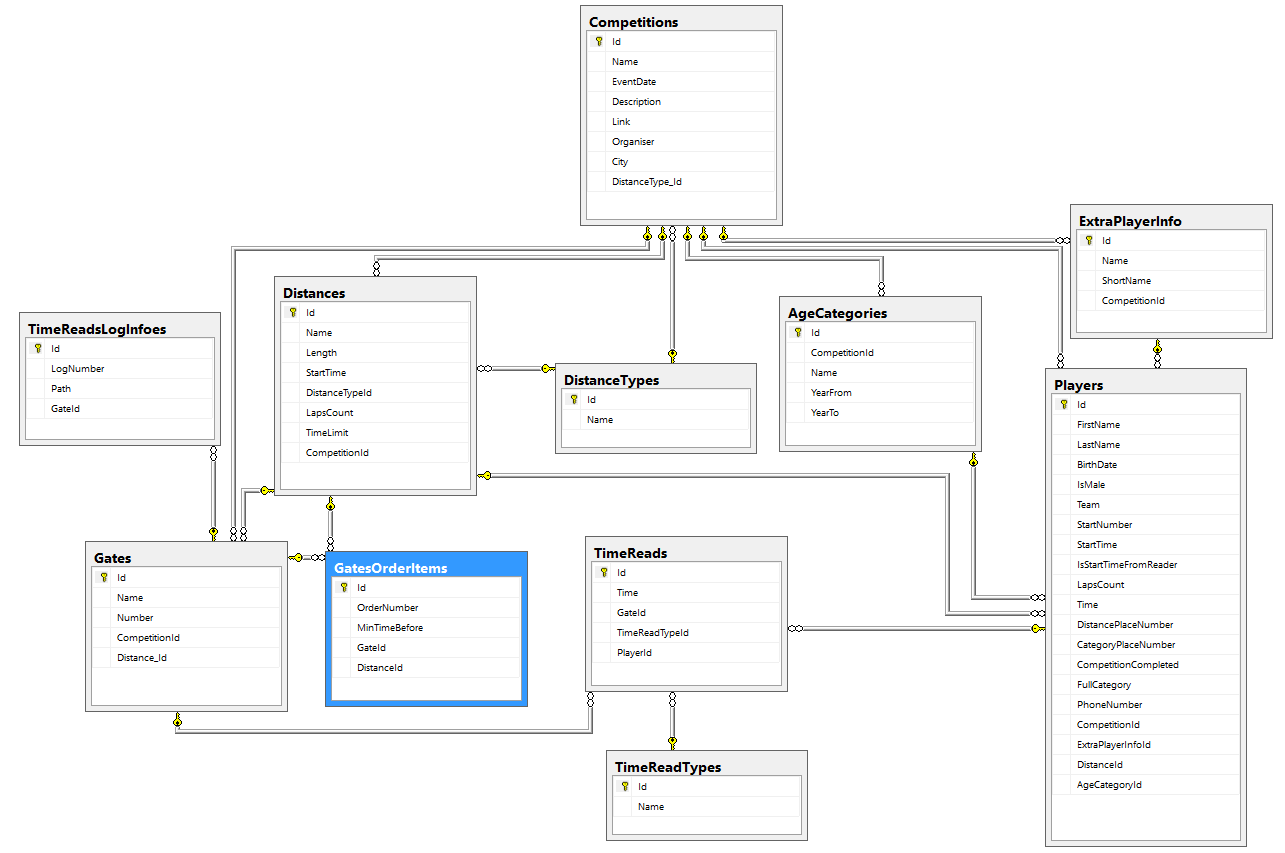 Competitions
Id
Name
EventDate
Description
Link
Organiser
City
DistanceType_Id
ExtraPlayerInfo
Id
Name
ShortName
CompetitionId
Distances
Id
Name
Length
StartTime
DistanceTypeId
LapsCount
TimeLimit
CompetitionId
AgeCategories
Id
CompetitionId
Name
YearFrom
YearTo
TimeReadsLogInfoes
Id
LogNumber
Path
GateId
DistanceTypes
Id
Name
Players
Id
FirstName
LastName
BirthDate
IsMale
Team
StartNumber
StartTime
IsStartTimeFromReader
LapsCount
Time
DistancePlaceNumber
CategoryPlaceNumber
CompetitionCompleted
FullCategory
PhoneNumber
CompetitionId
ExtraPlayerInfoId
DistanceId
AgeCategoryId
Gates
Id
Name
Number
CompetitionId
Distance_Id
GatesOrderItems
Id
OrderNumber
MinTimeBefore
GateId
DistanceId
TimeReads
Id
Time
GateId
TimeReadTypeId
PlayerId
TimeReadTypes
Id
Name